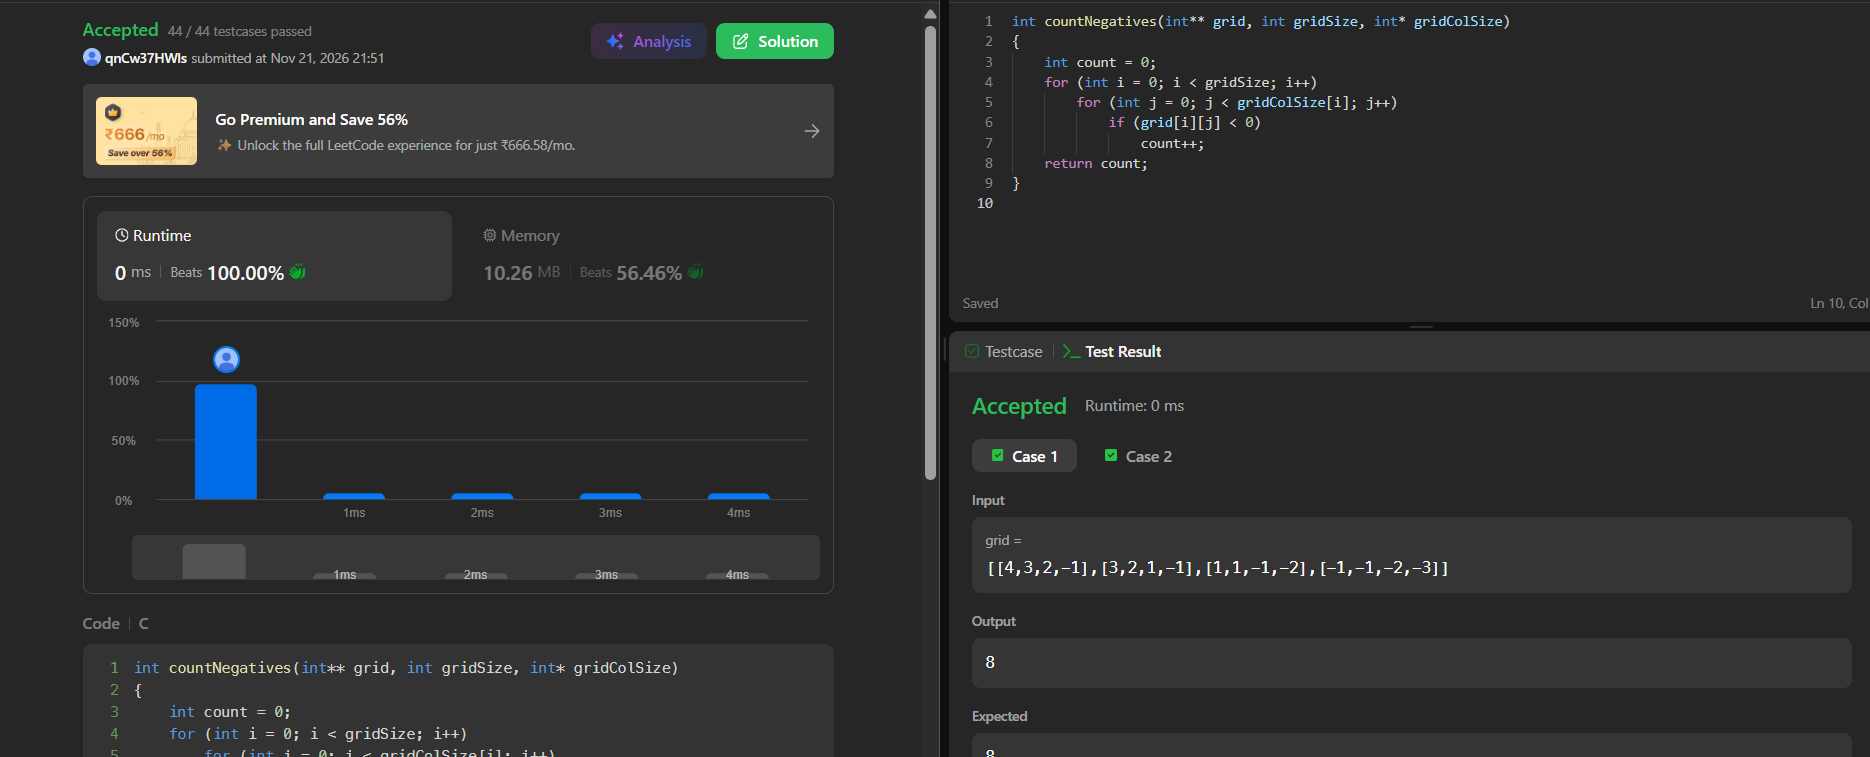 Accepted 44 / 44 testcases passed
qnCw37HWIs submitted at Nov 21, 2026 21:51
Analysis
Solution
₹666 /mo
Save over 56%
Go Premium and Save 56%
✨ Unlock the full LeetCode experience for just ₹666.58/mo.
Runtime
0 ms | Beats 100.00%
Memory
10.26 MB | Beats 56.46%
150%
100%
50%
0%
1ms 2ms 3ms 4ms
1ms 2ms 3ms 4ms
Code | C
1 int countNegatives(int** grid, int gridSize, int* gridColSize)
2 {
3     int count = 0;
4     for (int i = 0; i < gridSize; i++)
5         for (int j = 0; j < gridColSize[i]; j++)
1 int countNegatives(int** grid, int gridSize, int* gridColSize)
2 {
3     int count = 0;
4     for (int i = 0; i < gridSize; i++)
5         for (int j = 0; j < gridColSize[i]; j++)
6             if (grid[i][j] < 0)
7                 count++;
8     return count;
9 }
10
Saved
Ln 10, Col
Testcase | Test Result
Accepted Runtime: 0 ms
Case 1 Case 2
Input
grid =
[[4,3,2,-1],[3,2,1,-1],[1,1,-1,-2],[-1,-1,-2,-3]]
Output
8
Expected
8